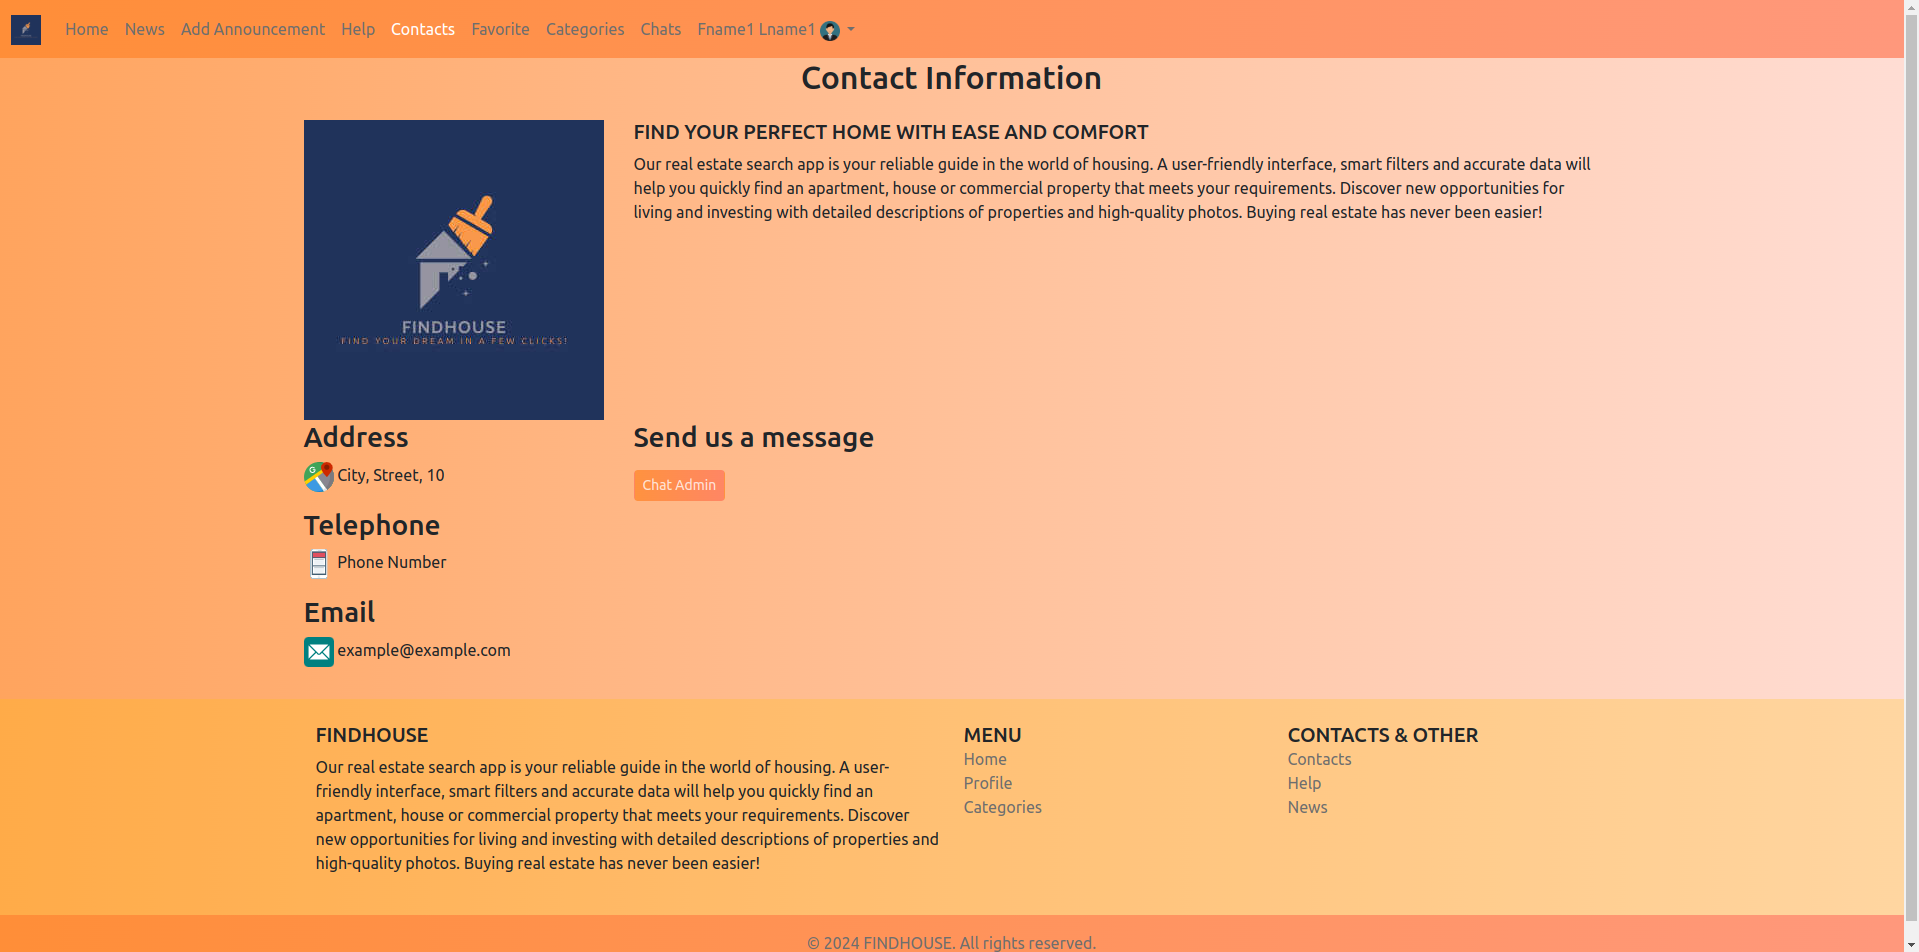 Home News Add Announcement Help Contacts Favorite Categories Chats Fname1 Lname1
Contact Information
FINDHOUSE
FIND YOUR DREAM IN A FEW CLICKS!
FIND YOUR PERFECT HOME WITH EASE AND COMFORT
Our real estate search app is your reliable guide in the world of housing. A user-friendly interface, smart filters and accurate data will
help you quickly find an apartment, house or commercial property that meets your requirements. Discover new opportunities for
living and investing with detailed descriptions of properties and high-quality photos. Buying real estate has never been easier!
Address
G
City, Street, 10
Telephone
Phone Number
Email
example@example.com
Send us a message
Chat Admin
FINDHOUSE
Our real estate search app is your reliable guide in the world of housing. A user-
friendly interface, smart filters and accurate data will help you quickly find an
apartment, house or commercial property that meets your requirements. Discover
new opportunities for living and investing with detailed descriptions of properties and
high-quality photos. Buying real estate has never been easier!
MENU
Home
Profile
Categories
CONTACTS & OTHER
Contacts
Help
News
© 2024 FINDHOUSE. All rights reserved.